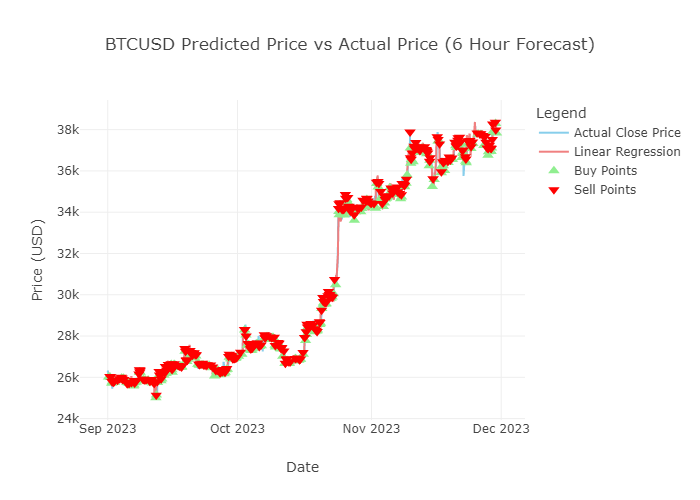 BTCUSD Predicted Price vs Actual Price (6 Hour Forecast)
Legend
Actual Close Price
Linear Regression
Buy Points
Sell Points
38k
36k
34k
32k
30k
28k
26k
24k
Price (USD)
Sep 2023
Oct 2023
Nov 2023
Dec 2023
Date